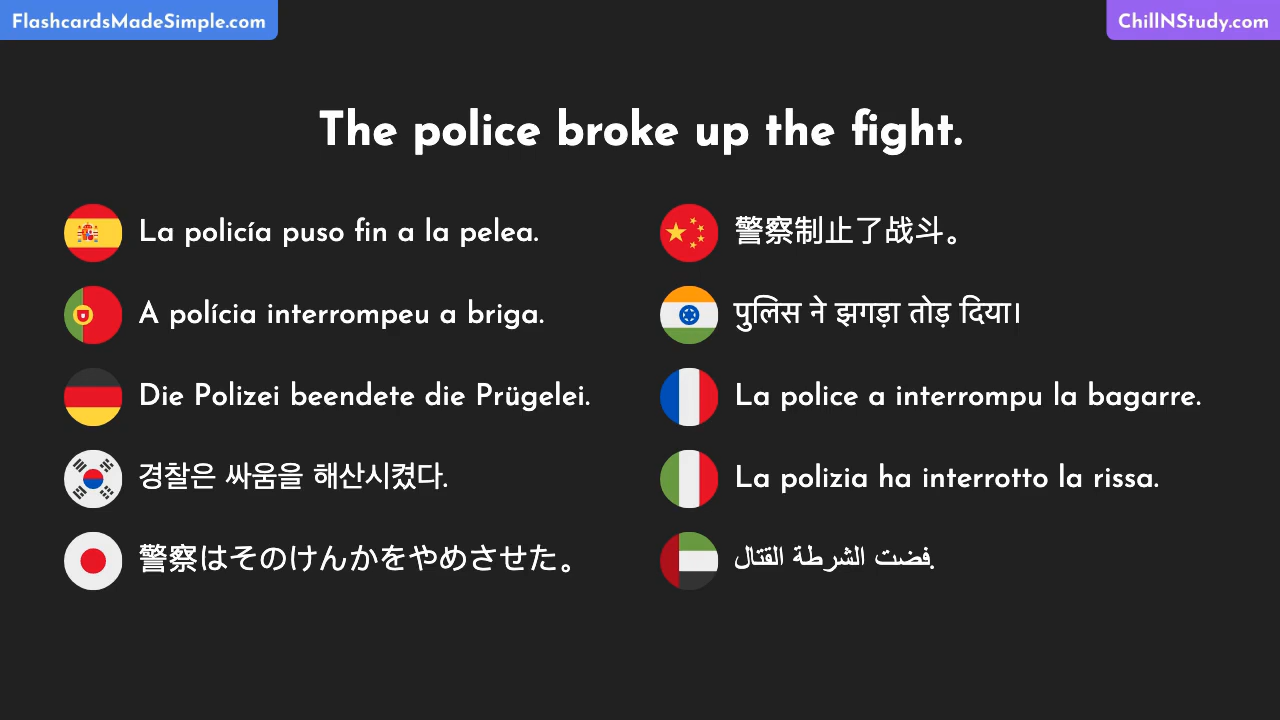 FlashcardsMadeSimple.com
ChillNStudy.com
The police broke up the fight.
La policía puso fin a la pelea.
A polícia interrompeu a briga.
Die Polizei beendete die Prügelei.
경찰은 싸움을 해산시켰다.
警察はそのけんかをやめさせた。
警察制止了战斗。
पुलिस ने झगड़ा तोड़ दिया।
La police a interrompu la bagarre.
La polizia ha interrotto la rissa.
فضت الشرطة القتال.